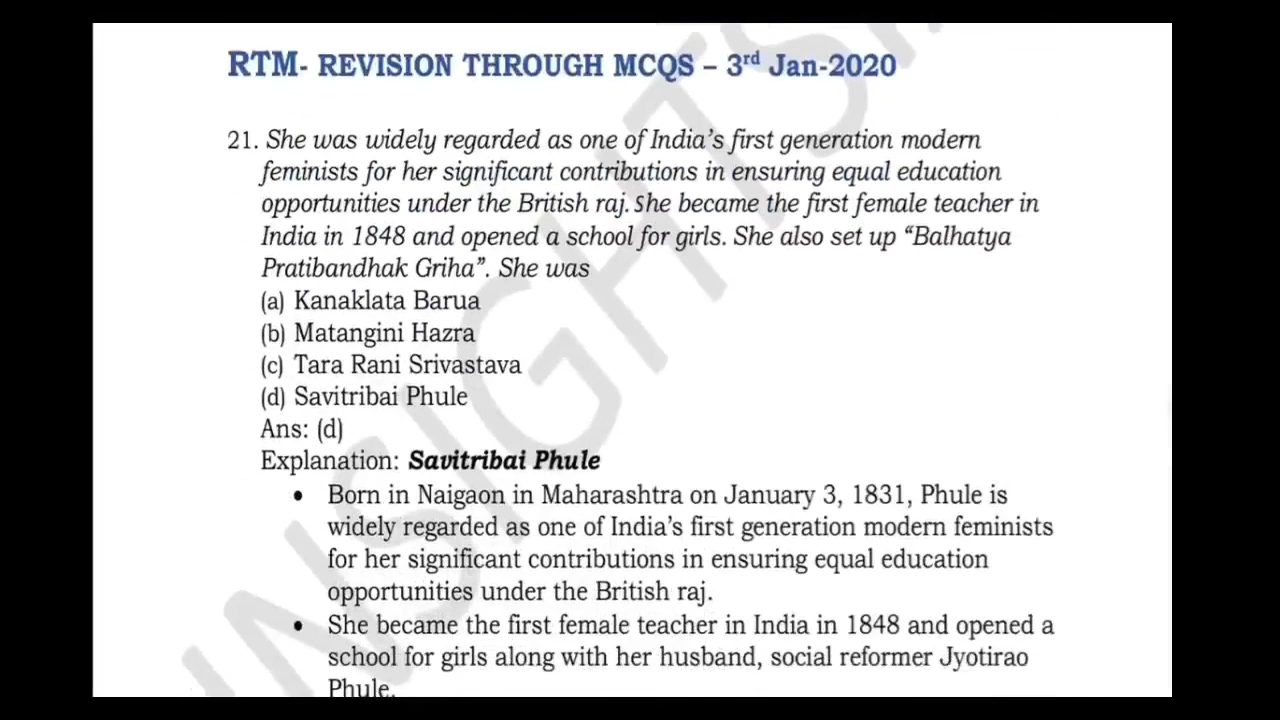 RTM- REVISION THROUGH MCQS – 3rd Jan-2020
21. She was widely regarded as one of India’s first generation modern
feminists for her significant contributions in ensuring equal education
opportunities under the British raj. She became the first female teacher in
India in 1848 and opened a school for girls. She also set up “Balhatya
Pratibandhak Griha”. She was
(a) Kanaklata Barua
(b) Matangini Hazra
(c) Tara Rani Srivastava
(d) Savitribai Phule
Ans: (d)
Explanation: Savitribai Phule
• Born in Naigaon in Maharashtra on January 3, 1831, Phule is
widely regarded as one of India’s first generation modern feminists
for her significant contributions in ensuring equal education
opportunities under the British raj.
• She became the first female teacher in India in 1848 and opened a
school for girls along with her husband, social reformer Jyotirao
Phule.
INSIGHTS